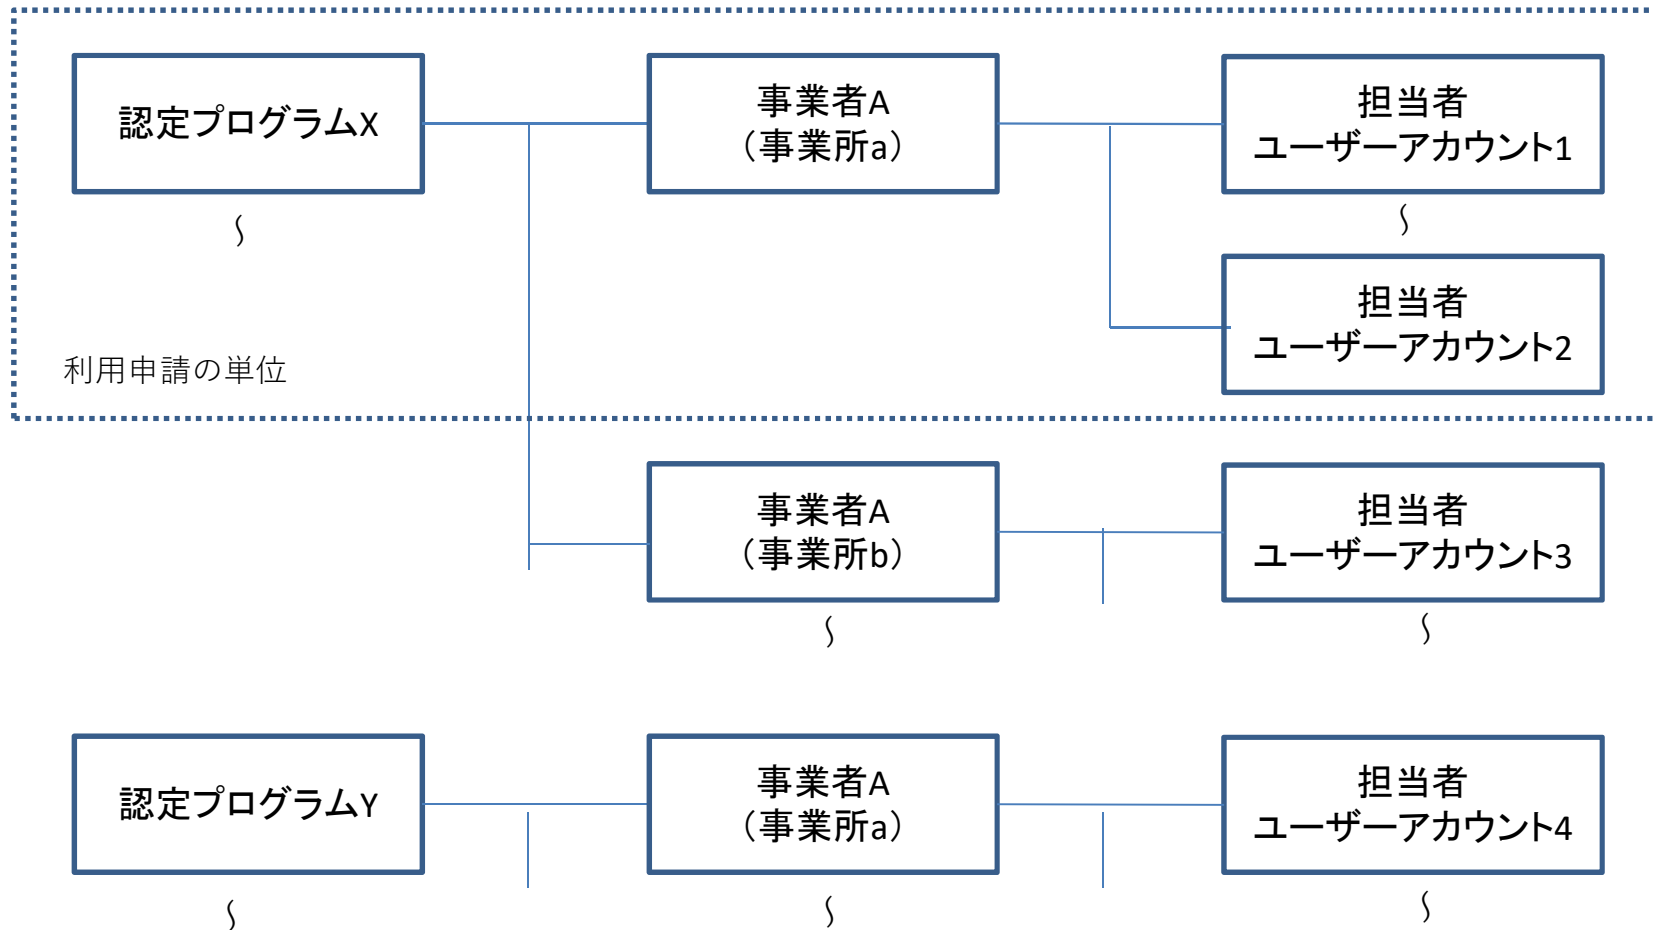 認定プログラムX
事業者A
（事業所a）
担当者
ユーザーアカウント1
～
～
担当者
ユーザーアカウント2
利用申請の単位
事業者A
（事業所b）
担当者
ユーザーアカウント3
～
～
認定プログラムY
事業者A
（事業所a）
担当者
ユーザーアカウント4
～
～
～